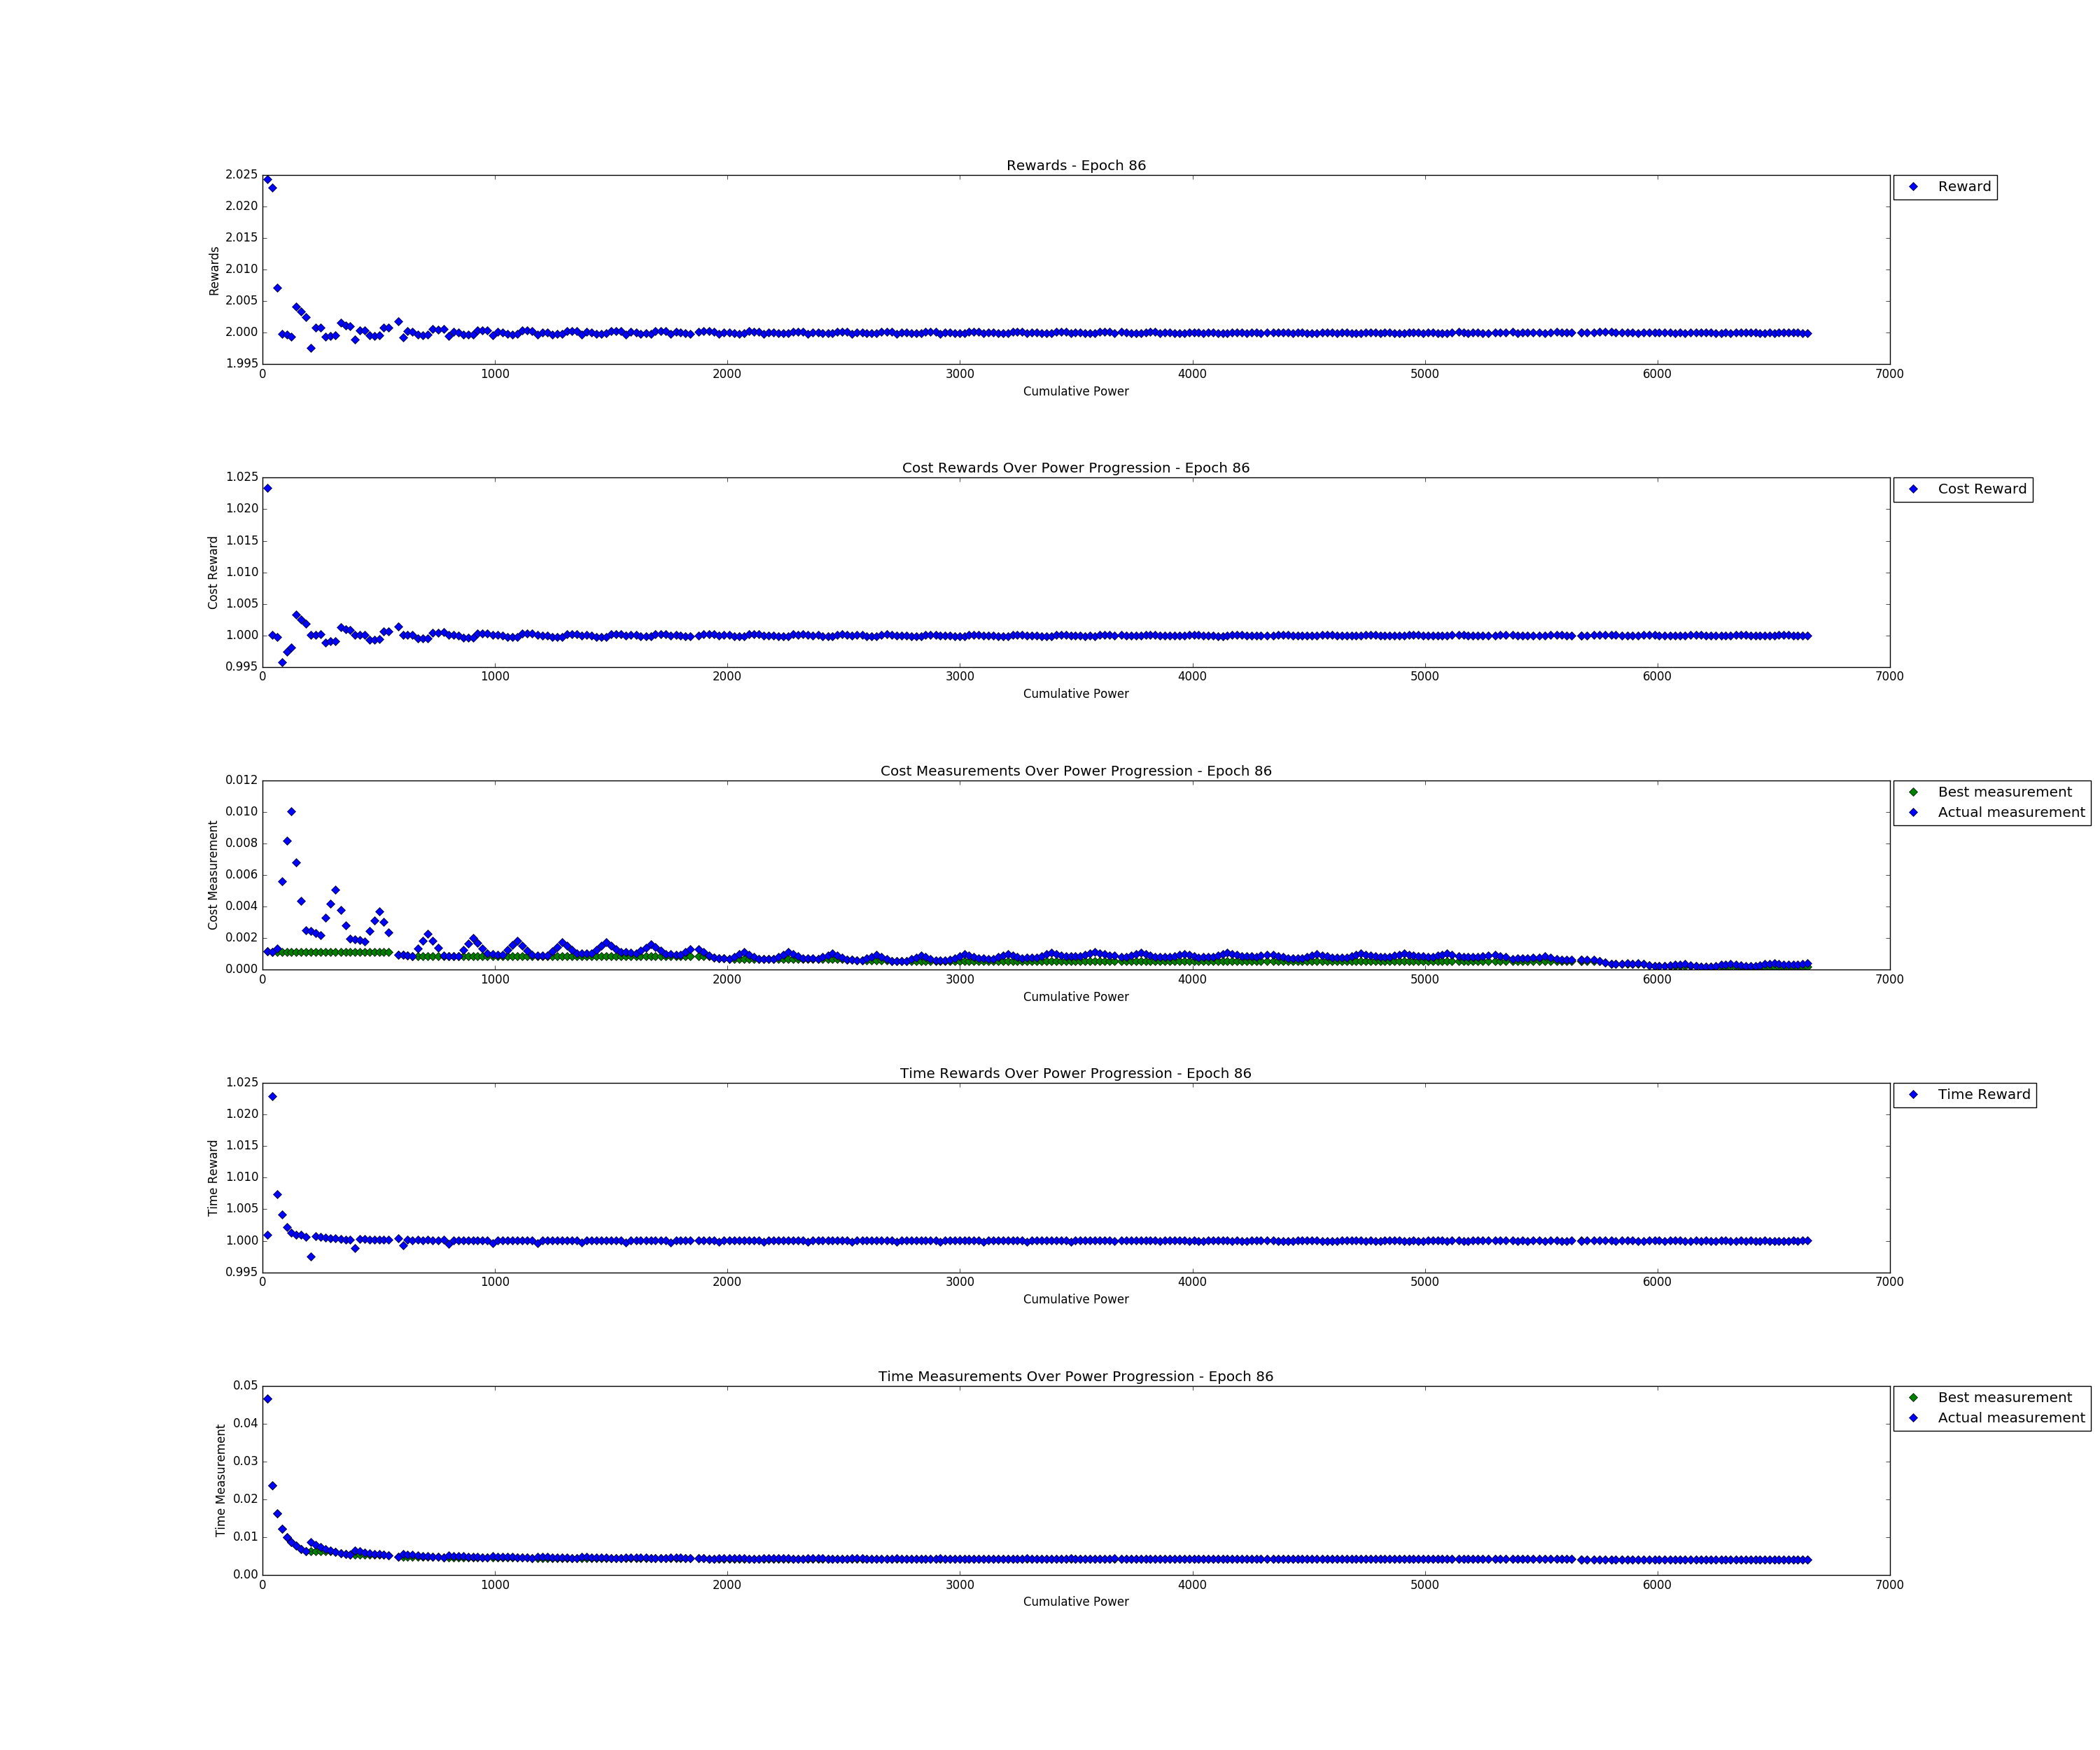 Rewards - Epoch 86
2.025
2.020
2.015
2.010
2.005
2.000
1.995
Rewards
0 1000 2000 3000 4000 5000 6000 7000
Cumulative Power
Reward
Cost Rewards Over Power Progression - Epoch 86
1.025
1.020
1.015
1.010
1.005
1.000
0.995
Cost Reward
0 1000 2000 3000 4000 5000 6000 7000
Cumulative Power
Cost Reward
Cost Measurements Over Power Progression - Epoch 86
0.012
0.010
0.008
0.006
0.004
0.002
0.000
Cost Measurement
0 1000 2000 3000 4000 5000 6000 7000
Cumulative Power
Best measurement
Actual measurement
Time Rewards Over Power Progression - Epoch 86
1.025
1.020
1.015
1.010
1.005
1.000
0.995
Time Reward
0 1000 2000 3000 4000 5000 6000 7000
Cumulative Power
Time Reward
Time Measurements Over Power Progression - Epoch 86
0.05
0.04
0.03
0.02
0.01
0.00
Time Measurement
0 1000 2000 3000 4000 5000 6000 7000
Cumulative Power
Best measurement
Actual measurement